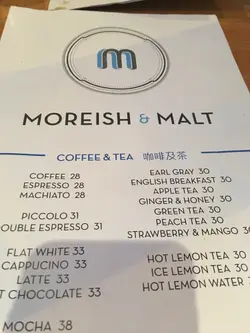 m
MOREISH & MALT
COFFEE & TEA 咖啡及茶
COFFEE 28
ESPRESSO 28
MACHIATO 28
PICCOLO 31
DOUBLE ESPRESSO 31
FLAT WHITE 33
CAPPUCINO 33
LATTE 33
HOT CHOCOLATE 33
MOCHA 38
EARL GRAY 30
ENGLISH BREAKFAST 30
APPLE TEA 30
GINGER & HONEY 30
GREEN TEA 30
PEACH TEA 30
STRAWBERRY & MANGO 30
HOT LEMON TEA 30
ICE LEMON TEA 30
HOT LEMON WATER